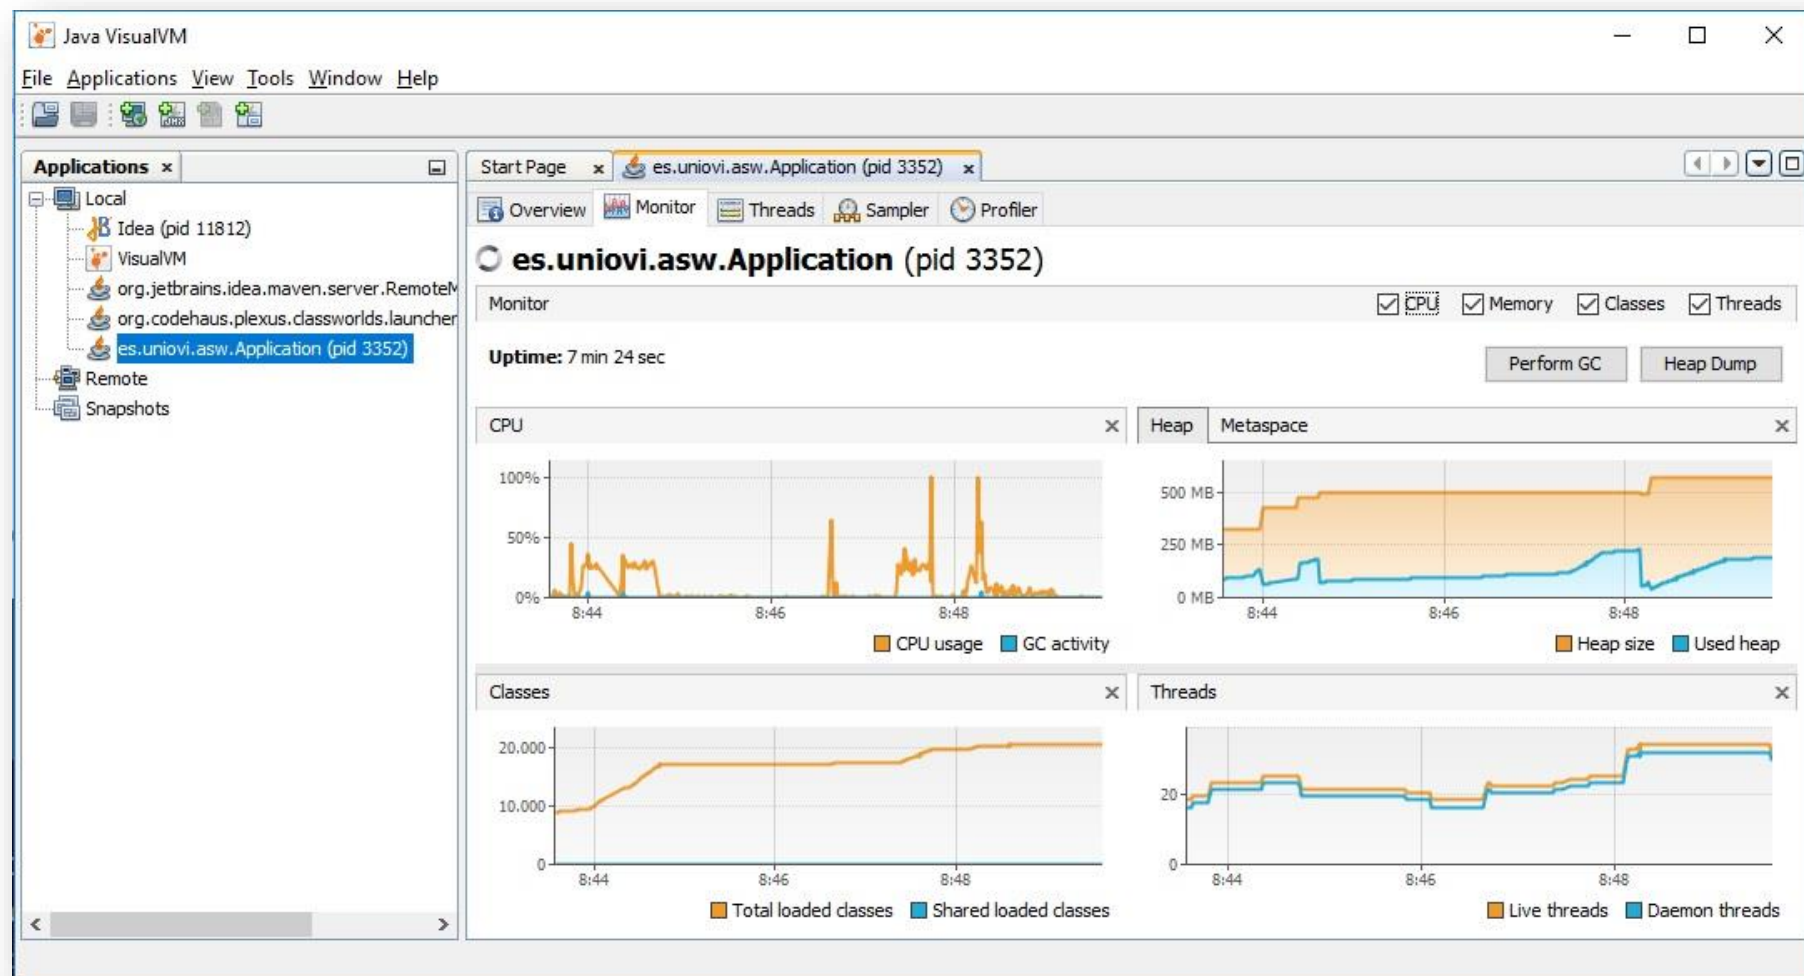 Java VisualVM
File Applications View Tools Window Help
Applications
Local
Idea (pid 11812)
VisualVM
org.jetbrains.idea.maven.server.RemoteM
org.codehaus.plexus.classworlds.launcher
es.uniovi.asw.Application (pid 3352)
Remote
Snapshots
Start Page es.uniovi.asw.Application (pid 3352)
Overview Monitor Threads Sampler Profiler
es.uniovi.asw.Application (pid 3352)
Monitor CPU Memory Classes Threads
Uptime: 7 min 24 sec
Perform GC Heap Dump
CPU
100%
50%
0%
8:44 8:46 8:48
CPU usage GC activity
Heap Metaspace
500 MB
250 MB
0 MB
8:44 8:46 8:48
Heap size Used heap
Classes
20.000
10.000
0
8:44 8:46 8:48
Total loaded classes Shared loaded classes
Threads
20
0
8:44 8:46 8:48
Live threads Daemon threads